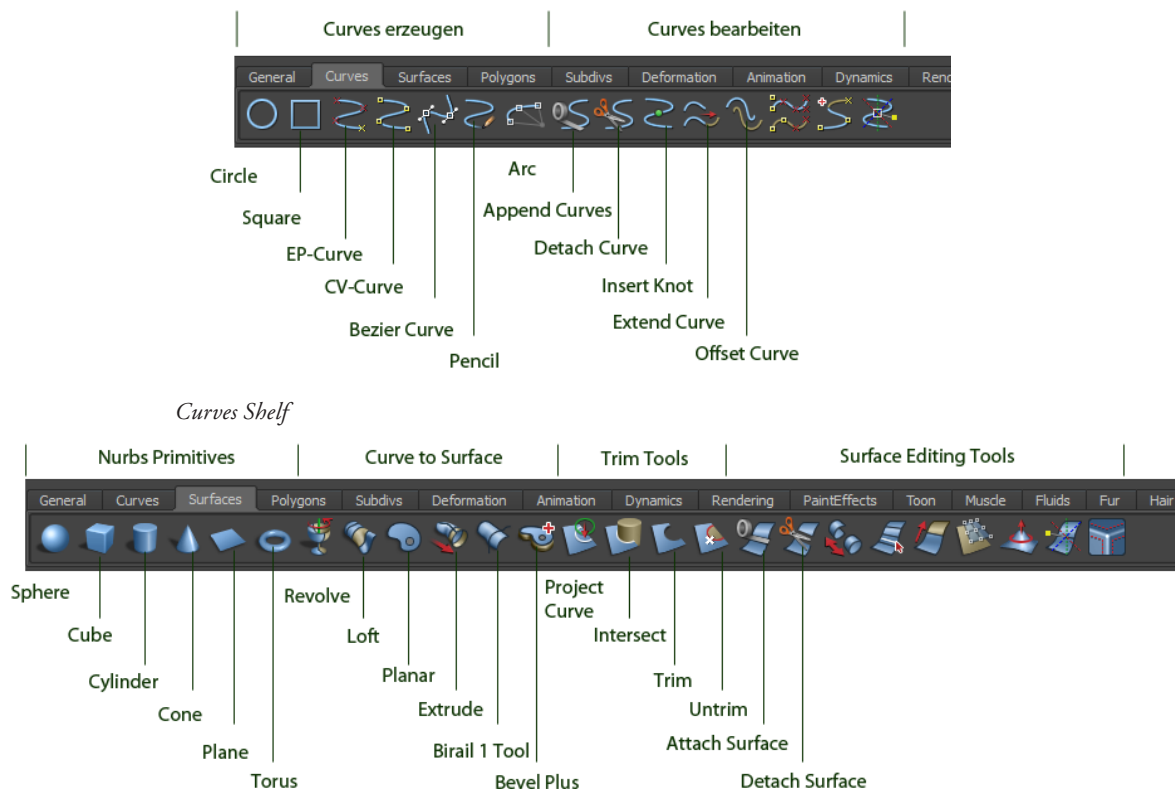 Curves erzeugen Curves bearbeiten
General Curves Surfaces Polygons Subdivs Deformation Animation Dynamics
Circle Arc
Square Append Curves
EP-Curve Detach Curve
CV-Curve Insert Knot
Bezier Curve Extend Curve
Pencil Offset Curve
Curves Shelf
Nurbs Primitives Curve to Surface Trim Tools Surface Editing Tools
General Curves Surfaces Polygons Subdivs Deformation Animation Dynamics Rendering PaintEffects Toon Muscle Fluids Fur Hair
Sphere Revolve Project Curve
Cube Loft Intersect
Cylinder Planar Trim
Cone Extrude Untrim
Plane Birail 1 Tool Attach Surface
Torus Bevel Plus Detach Surface